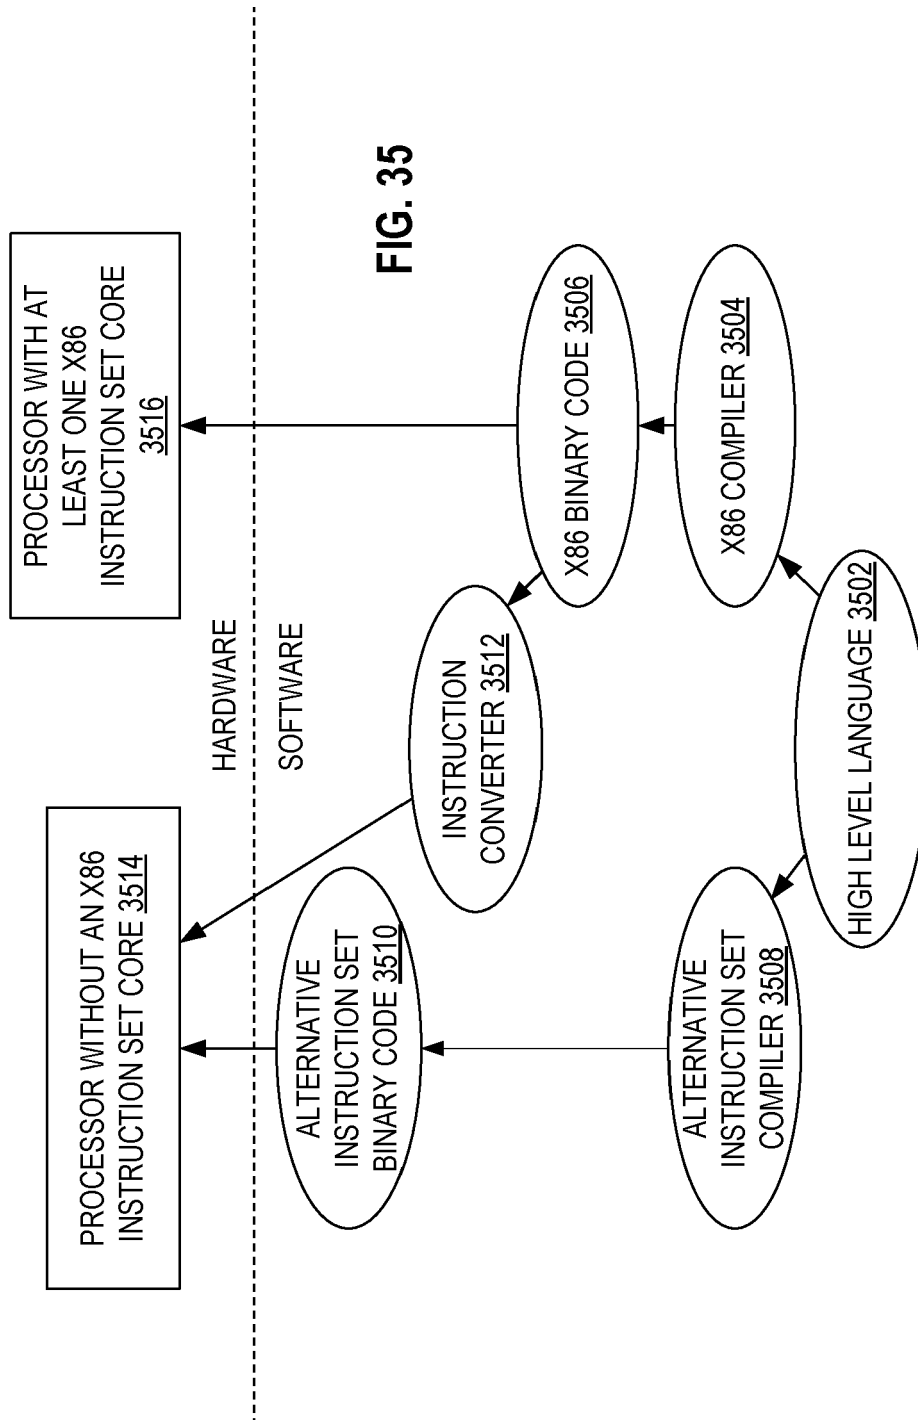 PROCESSOR WITHOUT AN X86
INSTRUCTION SET CORE 3514
PROCESSOR WITH AT
LEAST ONE X86
INSTRUCTION SET CORE
3516
HARDWARE
SOFTWARE
ALTERNATIVE
INSTRUCTION SET
BINARY CODE 3510
INSTRUCTION
CONVERTER 3512
FIG. 35
X86 BINARY CODE 3506
ALTERNATIVE
INSTRUCTION SET
COMPILER 3508
X86 COMPILER 3504
HIGH LEVEL LANGUAGE 3502